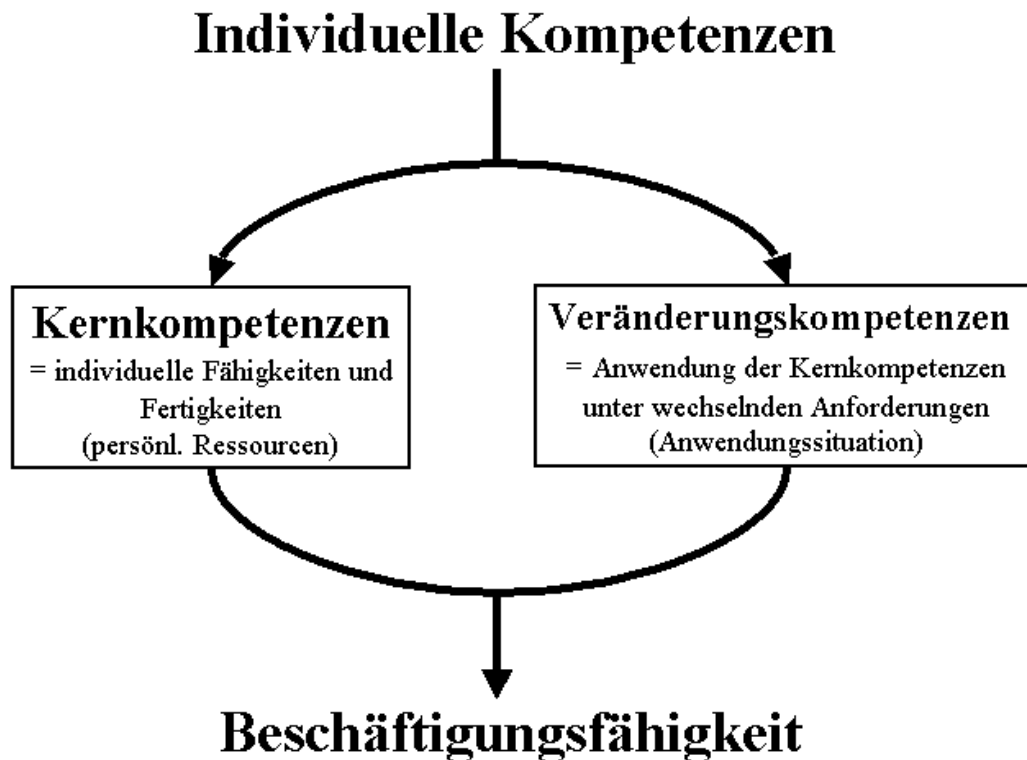 Individuelle Kompetenzen
Kernkompetenzen
= individuelle Fähigkeiten und
Fertigkeiten
(persönl. Ressourcen)
Veränderungskompetenzen
= Anwendung der Kernkompetenzen
unter wechselnden Anforderungen
(Anwendungssituation)
Beschäftigungsfähigkeit